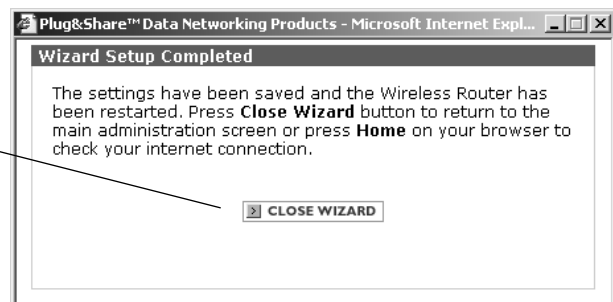 Plug&Share™ Data Networking Products - Microsoft Internet Expl...
Wizard Setup Completed
The settings have been saved and the Wireless Router has
been restarted. Press Close Wizard button to return to the
main administration screen or press Home on your browser to
check your internet connection.
CLOSE WIZARD